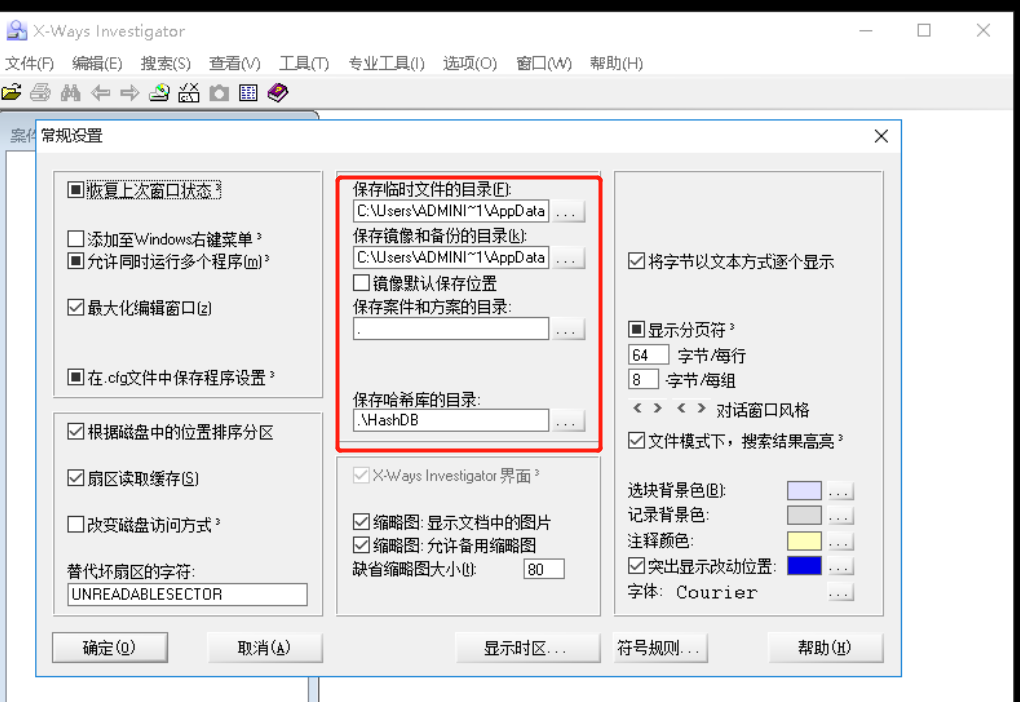 X-Ways Investigator
文件(F) 编辑(E) 搜索(S) 查看(V) 工具(T) 专业工具(I) 选项(O) 窗口(W) 帮助(H)
案件
常规设置
恢复上次窗口状态³
添加至Windows右键菜单³
允许同时运行多个程序(m)³
最大化编辑窗口(z)
在.cfg文件中保存程序设置³
根据磁盘中的位置排序分区
扇区读取缓存(S)
改变磁盘访问方式³
替代坏扇区的字符:
UNREADABLESECTOR
保存临时文件的目录(F):
C:\Users\ADMINI~1\AppData ...
保存镜像和备份的目录(k):
C:\Users\ADMINI~1\AppData ...
镜像默认保存位置
保存案件和方案的目录:
. ...
保存哈希库的目录:
.\HashDB ...
X-Ways Investigator 界面³
缩略图: 显示文档中的图片
缩略图: 允许备用缩略图
缺省缩略图大小(t): 80
将字节以文本方式逐个显示
显示分页符³
64 字节/每行
8 字节/每组
< > < > 对话窗口风格
文件模式下，搜索结果高亮³
选块背景色(B): ...
记录背景色: ...
注释颜色: ...
突出显示改动位置: ...
字体: Courier ...
确定(O) 取消(A) 显示时区... 符号规则... 帮助(H)